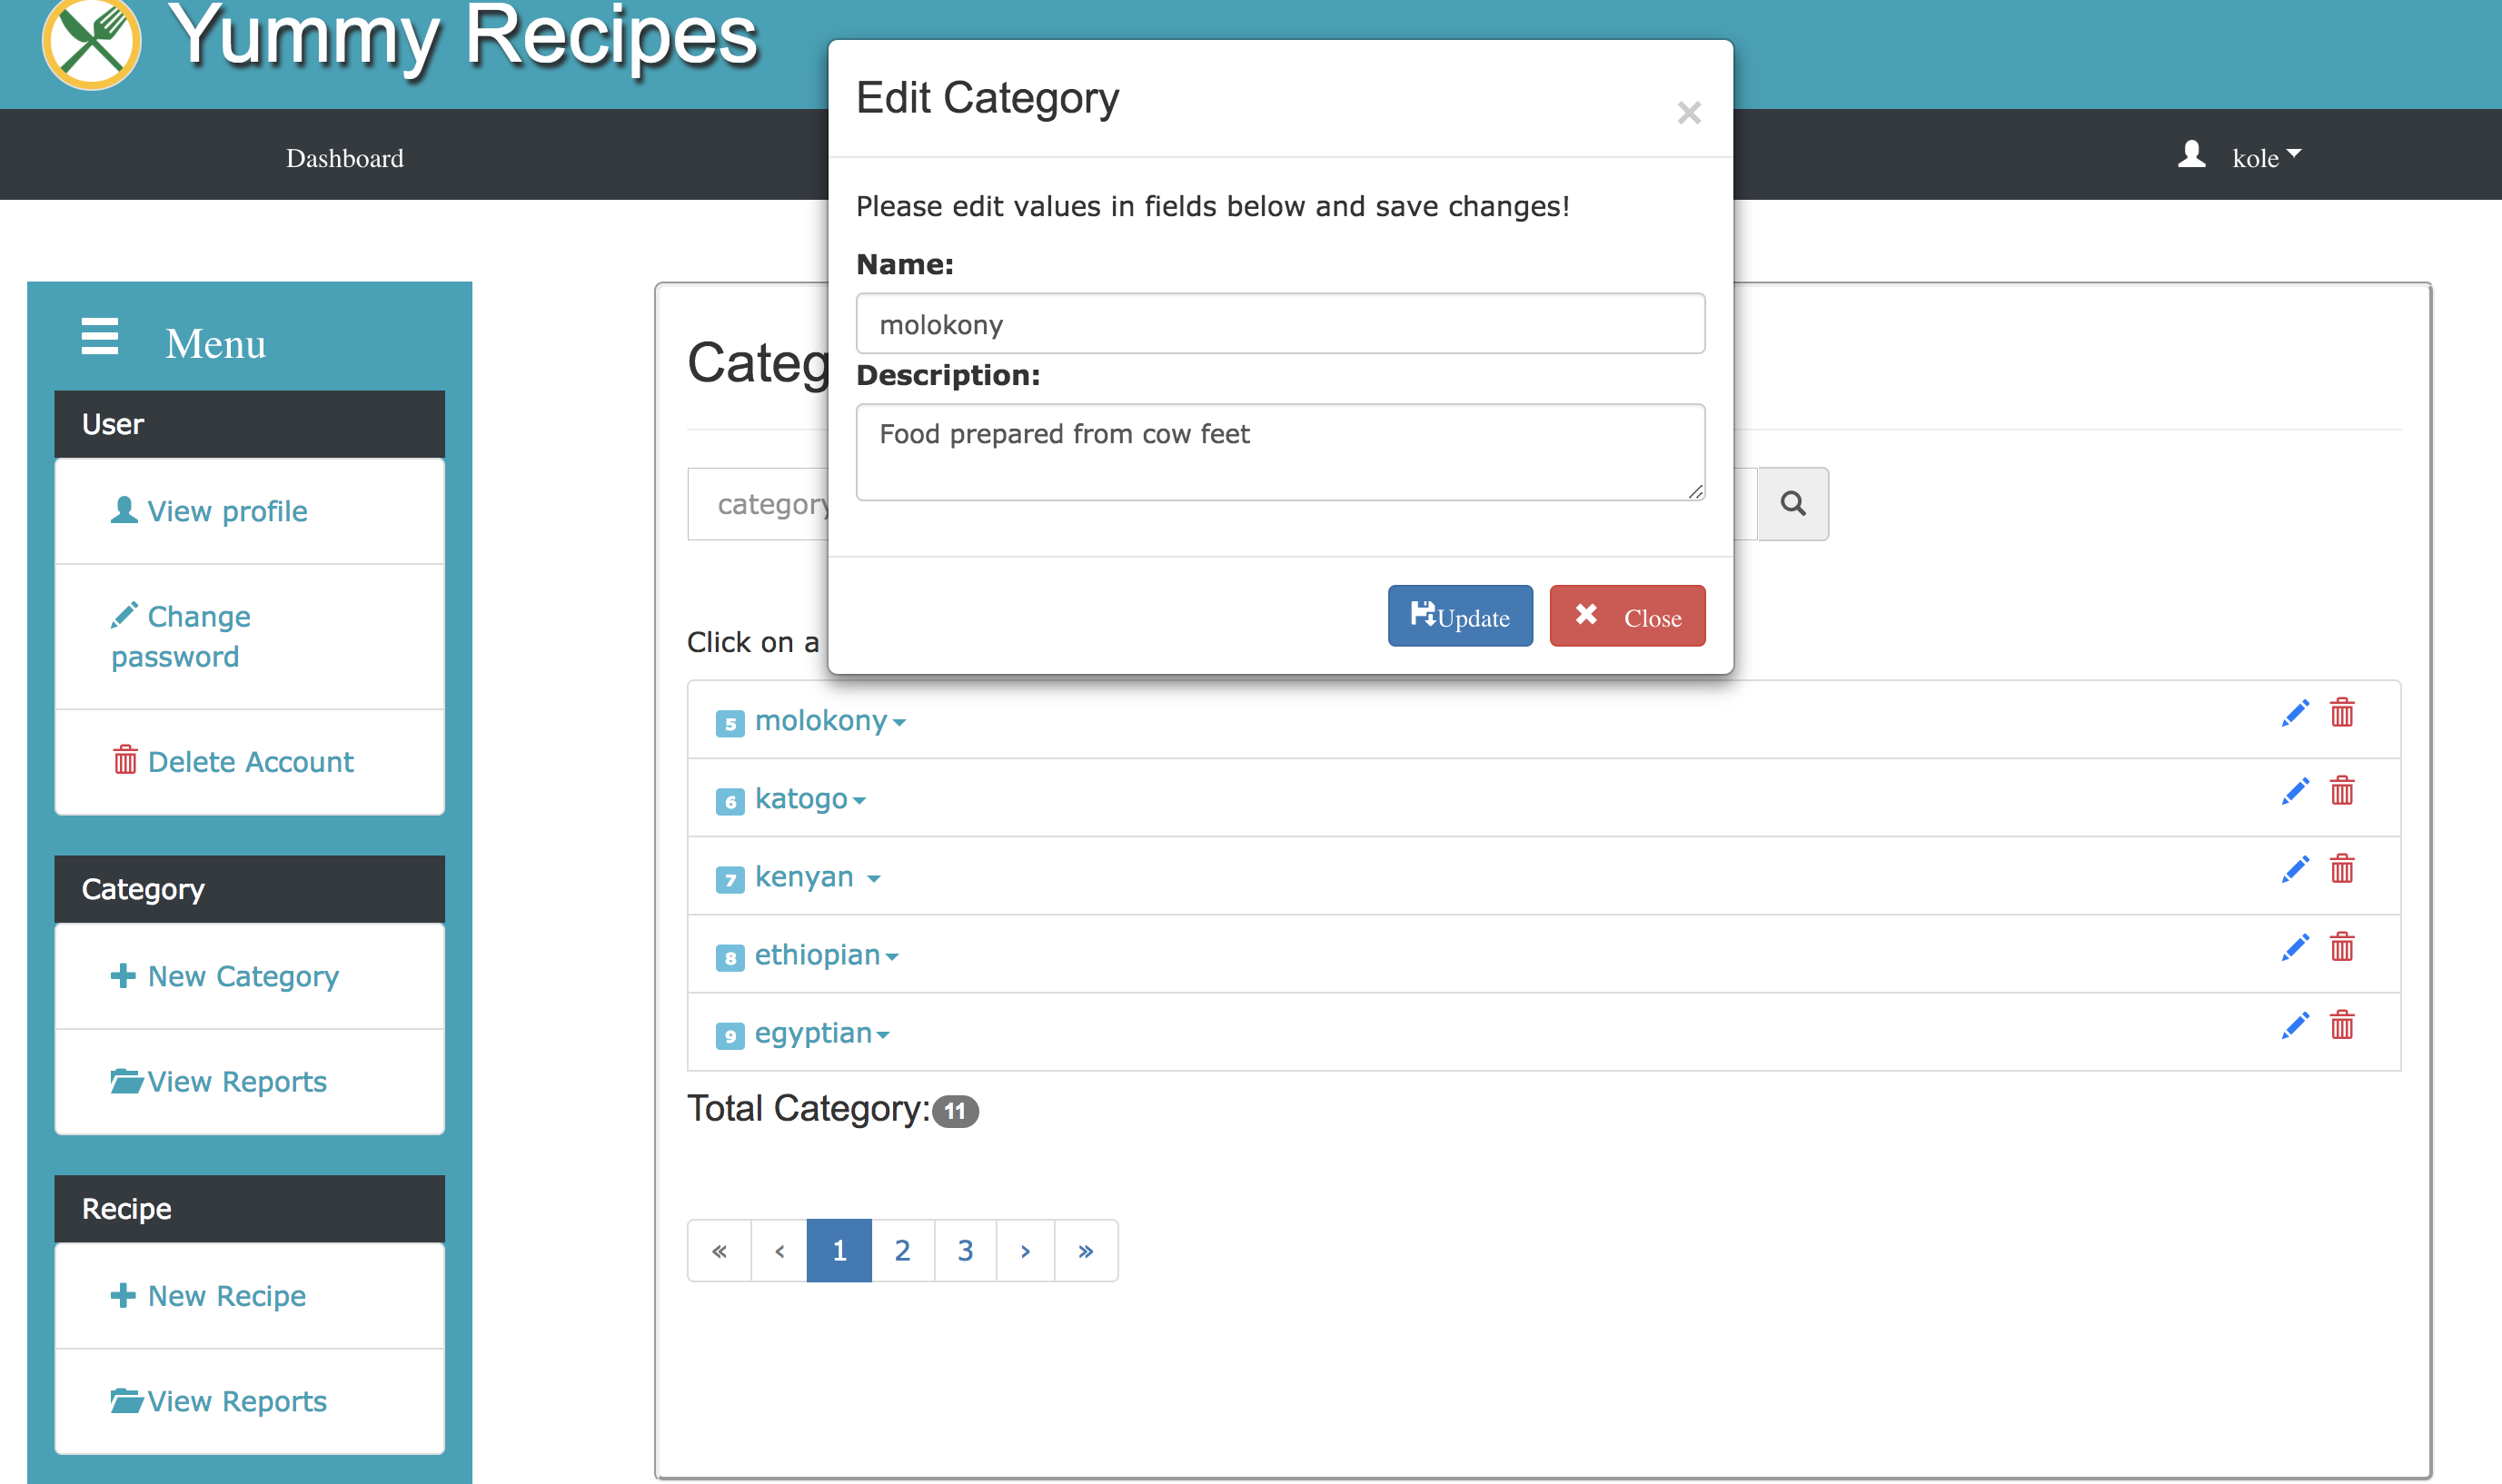 Yummy Recipes
Dashboard
kole
Menu
User
View profile
Change
password
Delete Account
Category
New Category
View Reports
Recipe
New Recipe
View Reports
Edit Category
×
Please edit values in fields below and save changes!
Name:
molokony
Description:
Food prepared from cow feet
Update
Close
Categ
category
Click on a
5 molokony
6 katogo
7 kenyan
8 ethiopian
9 egyptian
Total Category: 11
« ‹ 1 2 3 › »